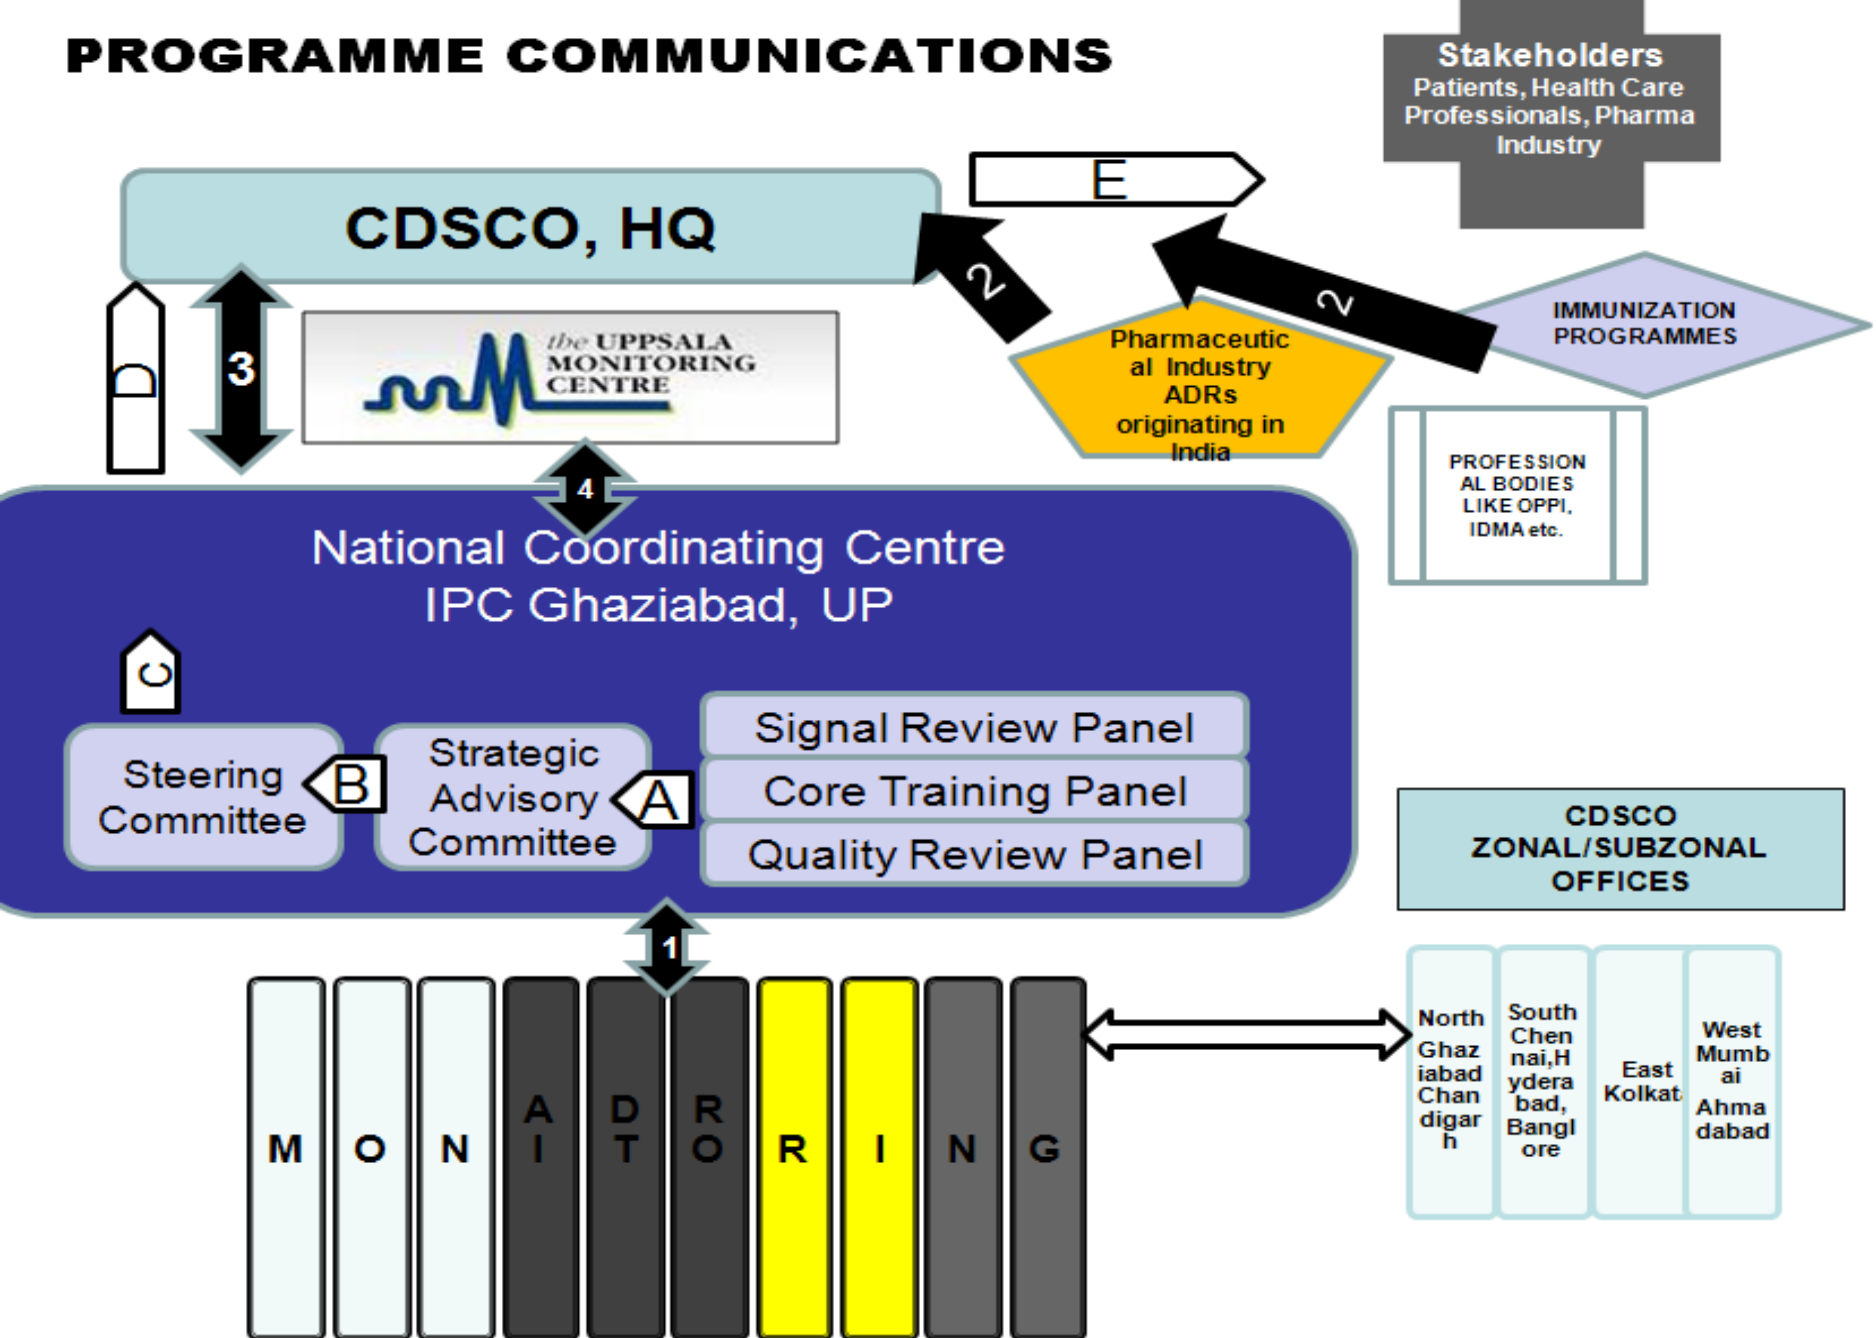 PROGRAMME COMMUNICATIONS
Stakeholders
Patients, Health Care
Professionals, Pharma
Industry
E
CDSCO, HQ
2
2
IMMUNIZATION
PROGRAMMES
D
3
the UPPSALA
MONITORING
CENTRE
Pharmaceutic
al Industry
ADRs
originating in
India
PROFESSION
AL BODIES
LIKE OPPI,
IDMA etc.
4
National Coordinating Centre
IPC Ghaziabad, UP
C
Steering
Committee
B
Strategic
Advisory
Committee
A
Signal Review Panel
Core Training Panel
Quality Review Panel
CDSCO
ZONAL/SUBZONAL
OFFICES
1
North
Ghaz
iabad
Chan
digar
h
South
Chen
nai,H
ydera
bad,
Bangl
ore
East
Kolkat
West
Mumb
ai
Ahma
dabad
A D R
M O N I T O R I N G